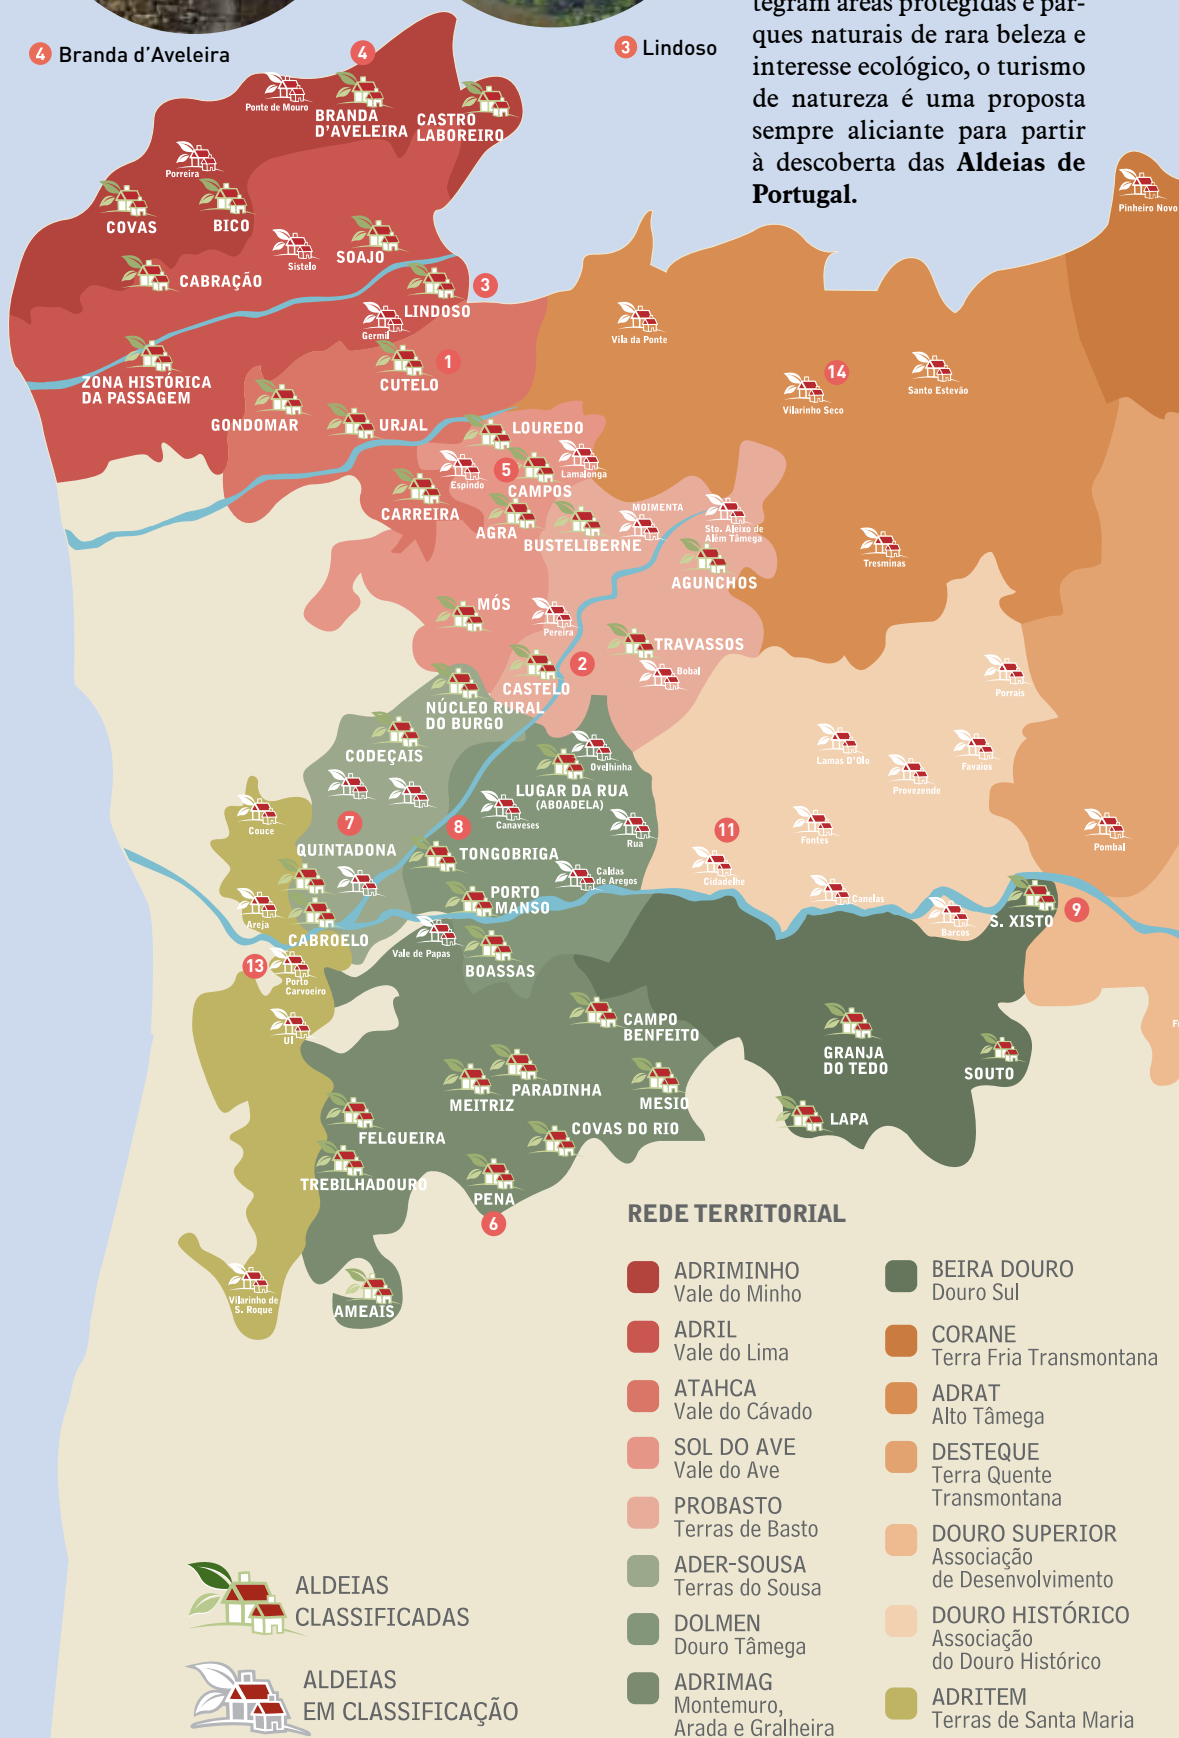 tegram áreas protegidas e par-
ques naturais de rara beleza e
interesse ecológico, o turismo
de natureza é uma proposta
sempre aliciante para partir
à descoberta das Aldeias de
Portugal.
4 Branda d'Aveleira
3 Lindoso
4
Ponte de Mouro
BRANDA
D'AVELEIRA
CASTRO
LABOREIRO
Porreira
COVAS
BICO
Sistelo
SOAJO
CABRAÇÃO
3
LINDOSO
Germil
1
CUTELO
ZONA HISTÓRICA
DA PASSAGEM
GONDOMAR
URJAL
LOUREDO
Pinheiro Novo
Vila da Ponte
14
Vilarinho Seco
Santo Estevão
Espindo
5
CAMPOS
Lamalonga
CARREIRA
AGRA
BUSTELIBERNE
MOIMENTA
Sto. Aleixo de
Além Tâmega
AGUNCHOS
Tresminas
MÓS
Pereira
TRAVASSOS
2
CASTELO
Bobal
Porrais
NÚCLEO RURAL
DO BURGO
CODEÇAIS
Ovelhinha
LUGAR DA RUA
(ABOADELA)
Canaveses
Rua
Lamas D'Olo
Provezende
Favaios
Fontes
Pombal
Couce
7
QUINTADONA
8
TONGOBRIGA
11
Cidadelhe
Caldas
de Aregos
PORTO
MANSO
Canelas
Barcos
S. XISTO
9
Areja
CABROELO
Vale de Papas
BOASSAS
13
Porto
Carvoeiro
Ul
CAMPO
BENFEITO
GRANJA
DO TEDO
SOUTO
MEITRIZ
PARADINHA
MESIO
LAPA
FELGUEIRA
COVAS DO RIO
TREBILHADOURO
PENA
6
Vilarinho de
S. Roque
AMEAIS
REDE TERRITORIAL
ADRIMINHO
Vale do Minho
ADRIL
Vale do Lima
ATAHCA
Vale do Cávado
SOL DO AVE
Vale do Ave
PROBASTO
Terras de Basto
ADER-SOUSA
Terras do Sousa
DOLMEN
Douro Tâmega
ADRIMAG
Montemuro,
Arada e Gralheira
BEIRA DOURO
Douro Sul
CORANE
Terra Fria Transmontana
ADRAT
Alto Tâmega
DESTEQUE
Terra Quente
Transmontana
DOURO SUPERIOR
Associação
de Desenvolvimento
DOURO HISTÓRICO
Associação
do Douro Histórico
ADRITEM
Terras de Santa Maria
ALDEIAS
CLASSIFICADAS
ALDEIAS
EM CLASSIFICAÇÃO